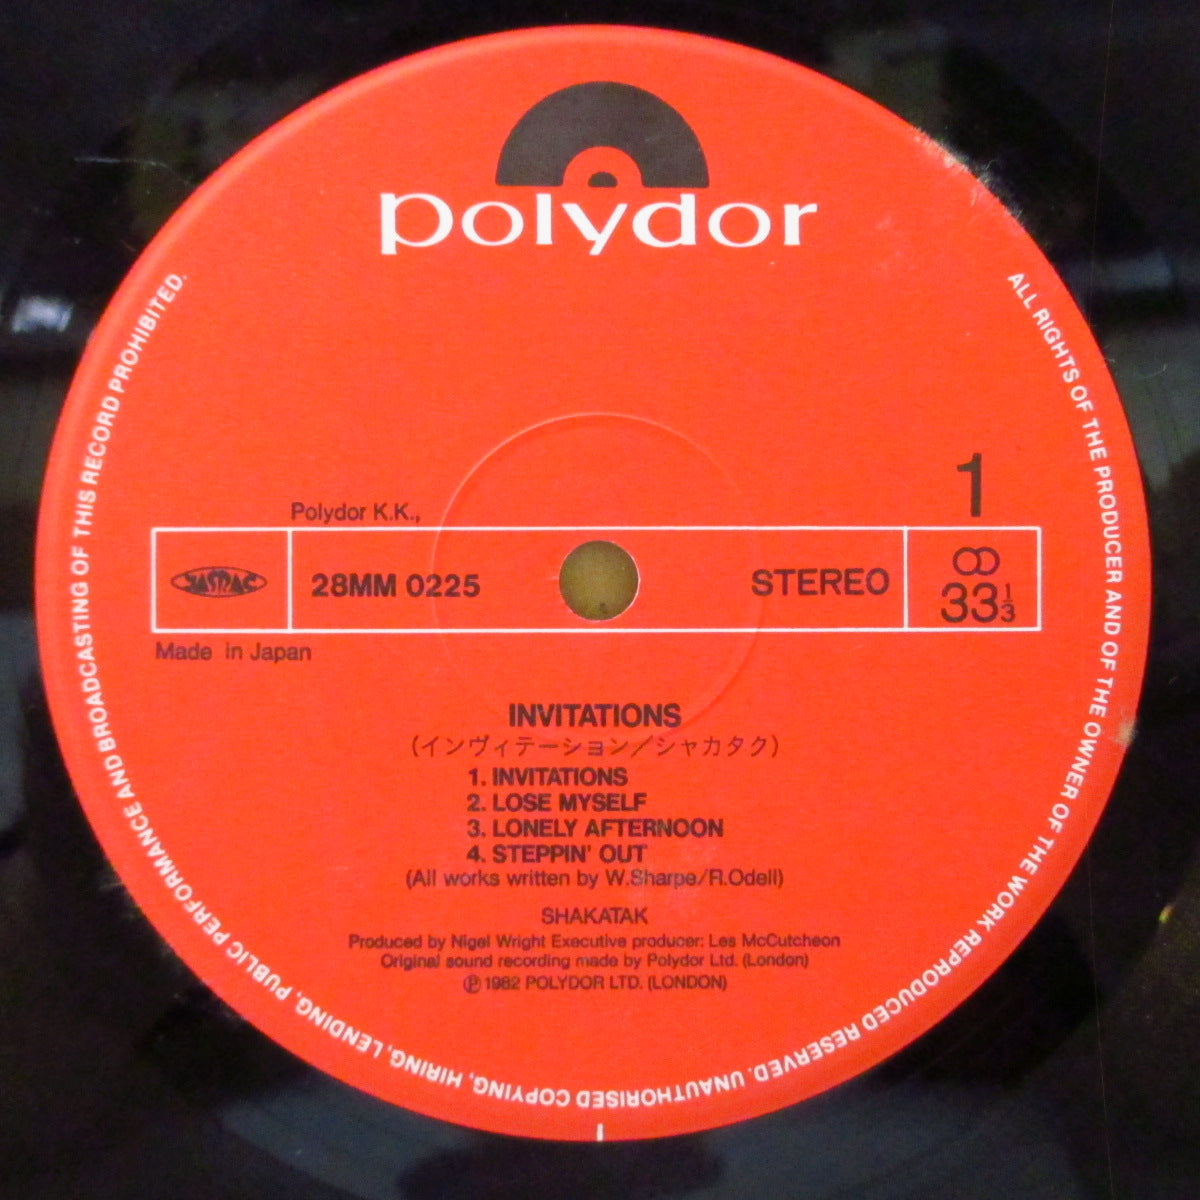 polydor
1
Polydor K.K.,
JASRAC
28MM 0225
STEREO
33⅓
Made in Japan
INVITATIONS
(インヴィテーション/シャカタク)
1. INVITATIONS
2. LOSE MYSELF
3. LONELY AFTERNOON
4. STEPPIN' OUT
(All works written by W.Sharpe/R.Odell)
SHAKATAK
Produced by Nigel Wright Executive producer: Les McCutcheon
Original sound recording made by Polydor Ltd. (London)
Ⓟ 1982 POLYDOR LTD. (LONDON)
ALL RIGHTS OF THE PRODUCER AND OF THE OWNER OF THE WORK REPRODUCED RESERVED. UNAUTHORISED COPYING, HIRING, LENDING, PUBLIC PERFORMANCE AND BROADCASTING OF THIS RECORD PROHIBITED.